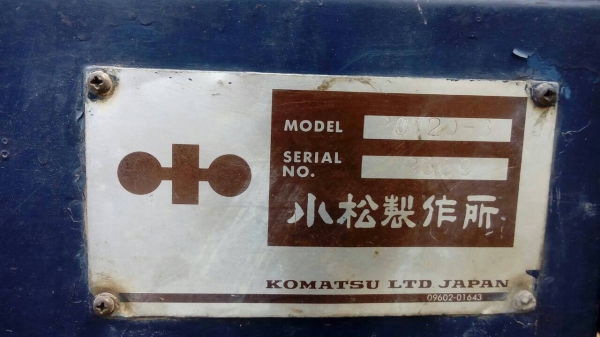 MODEL
SERIAL
NO.
小松製作所
KOMATSU LTD JAPAN
09602-01643